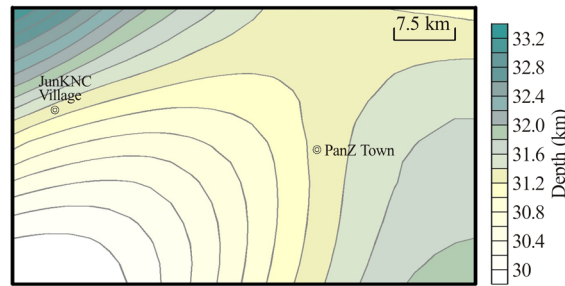 7.5 km
JunKNC
Village
PanZ Town
33.2
32.8
32.4
32.0
31.6
31.2
30.8
30.4
30
Depth (km)